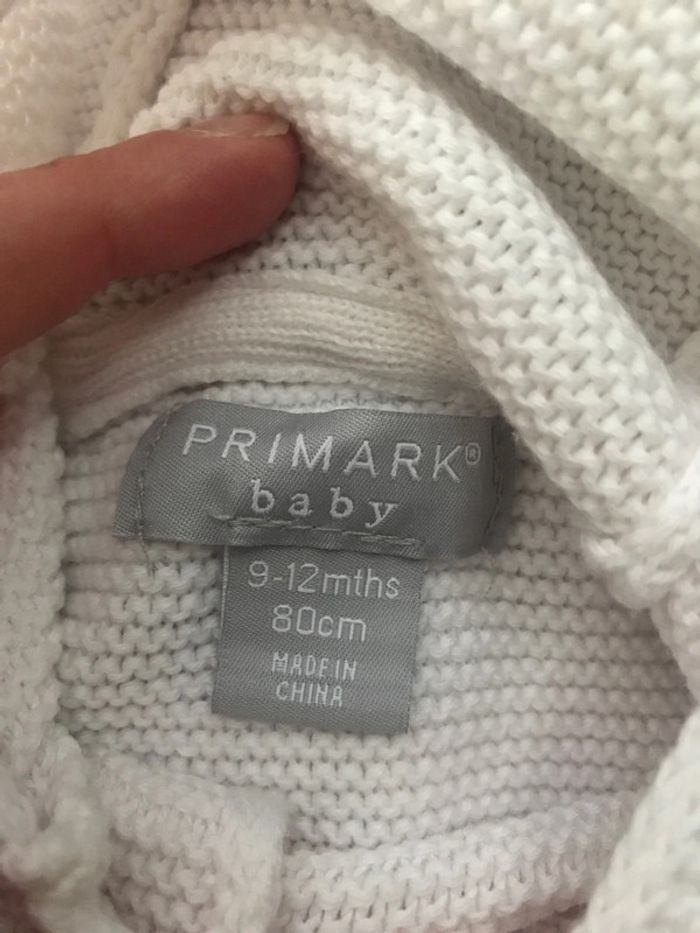 PRIMARK®
baby
9-12mths
80cm
MADE IN
CHINA